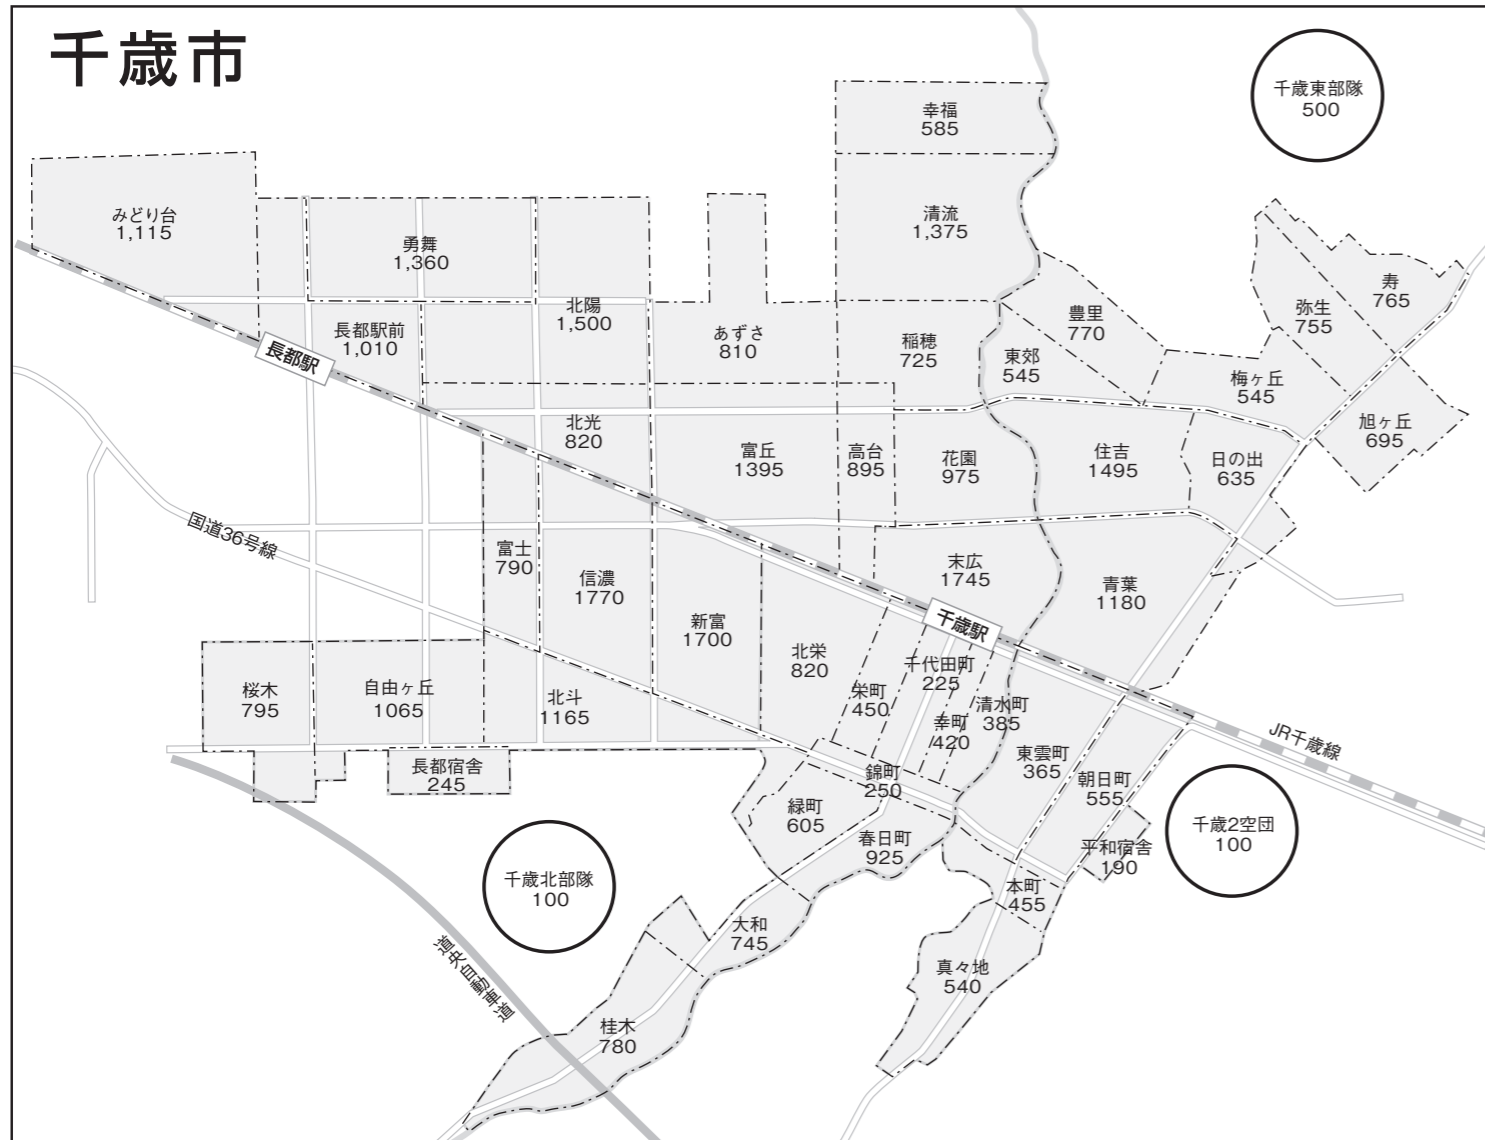 千歳市
千歳東部隊
500
幸福
585
みどり台
1,115
勇舞
1,360
清流
1,375
寿
765
弥生
755
北陽
1,500
長都駅前
1,010
あずさ
810
稲穂
725
豊里
770
東郊
545
梅ヶ丘
545
長都駅
旭ヶ丘
695
北光
820
富丘
1395
高台
895
花園
975
住吉
1495
日の出
635
国道36号線
富士
790
信濃
1770
末広
1745
青葉
1180
新富
1700
千歳駅
北栄
820
千代田町
225
栄町
450
桜木
795
自由ヶ丘
1065
北斗
1165
清水町
385
幸町
420
東雲町
365
JR千歳線
長都宿舎
245
錦町
250
朝日町
555
緑町
605
春日町
925
平和宿舎
190
千歳2空団
100
千歳北部隊
100
本町
455
大和
745
道央自動車道
真々地
540
桂木
780